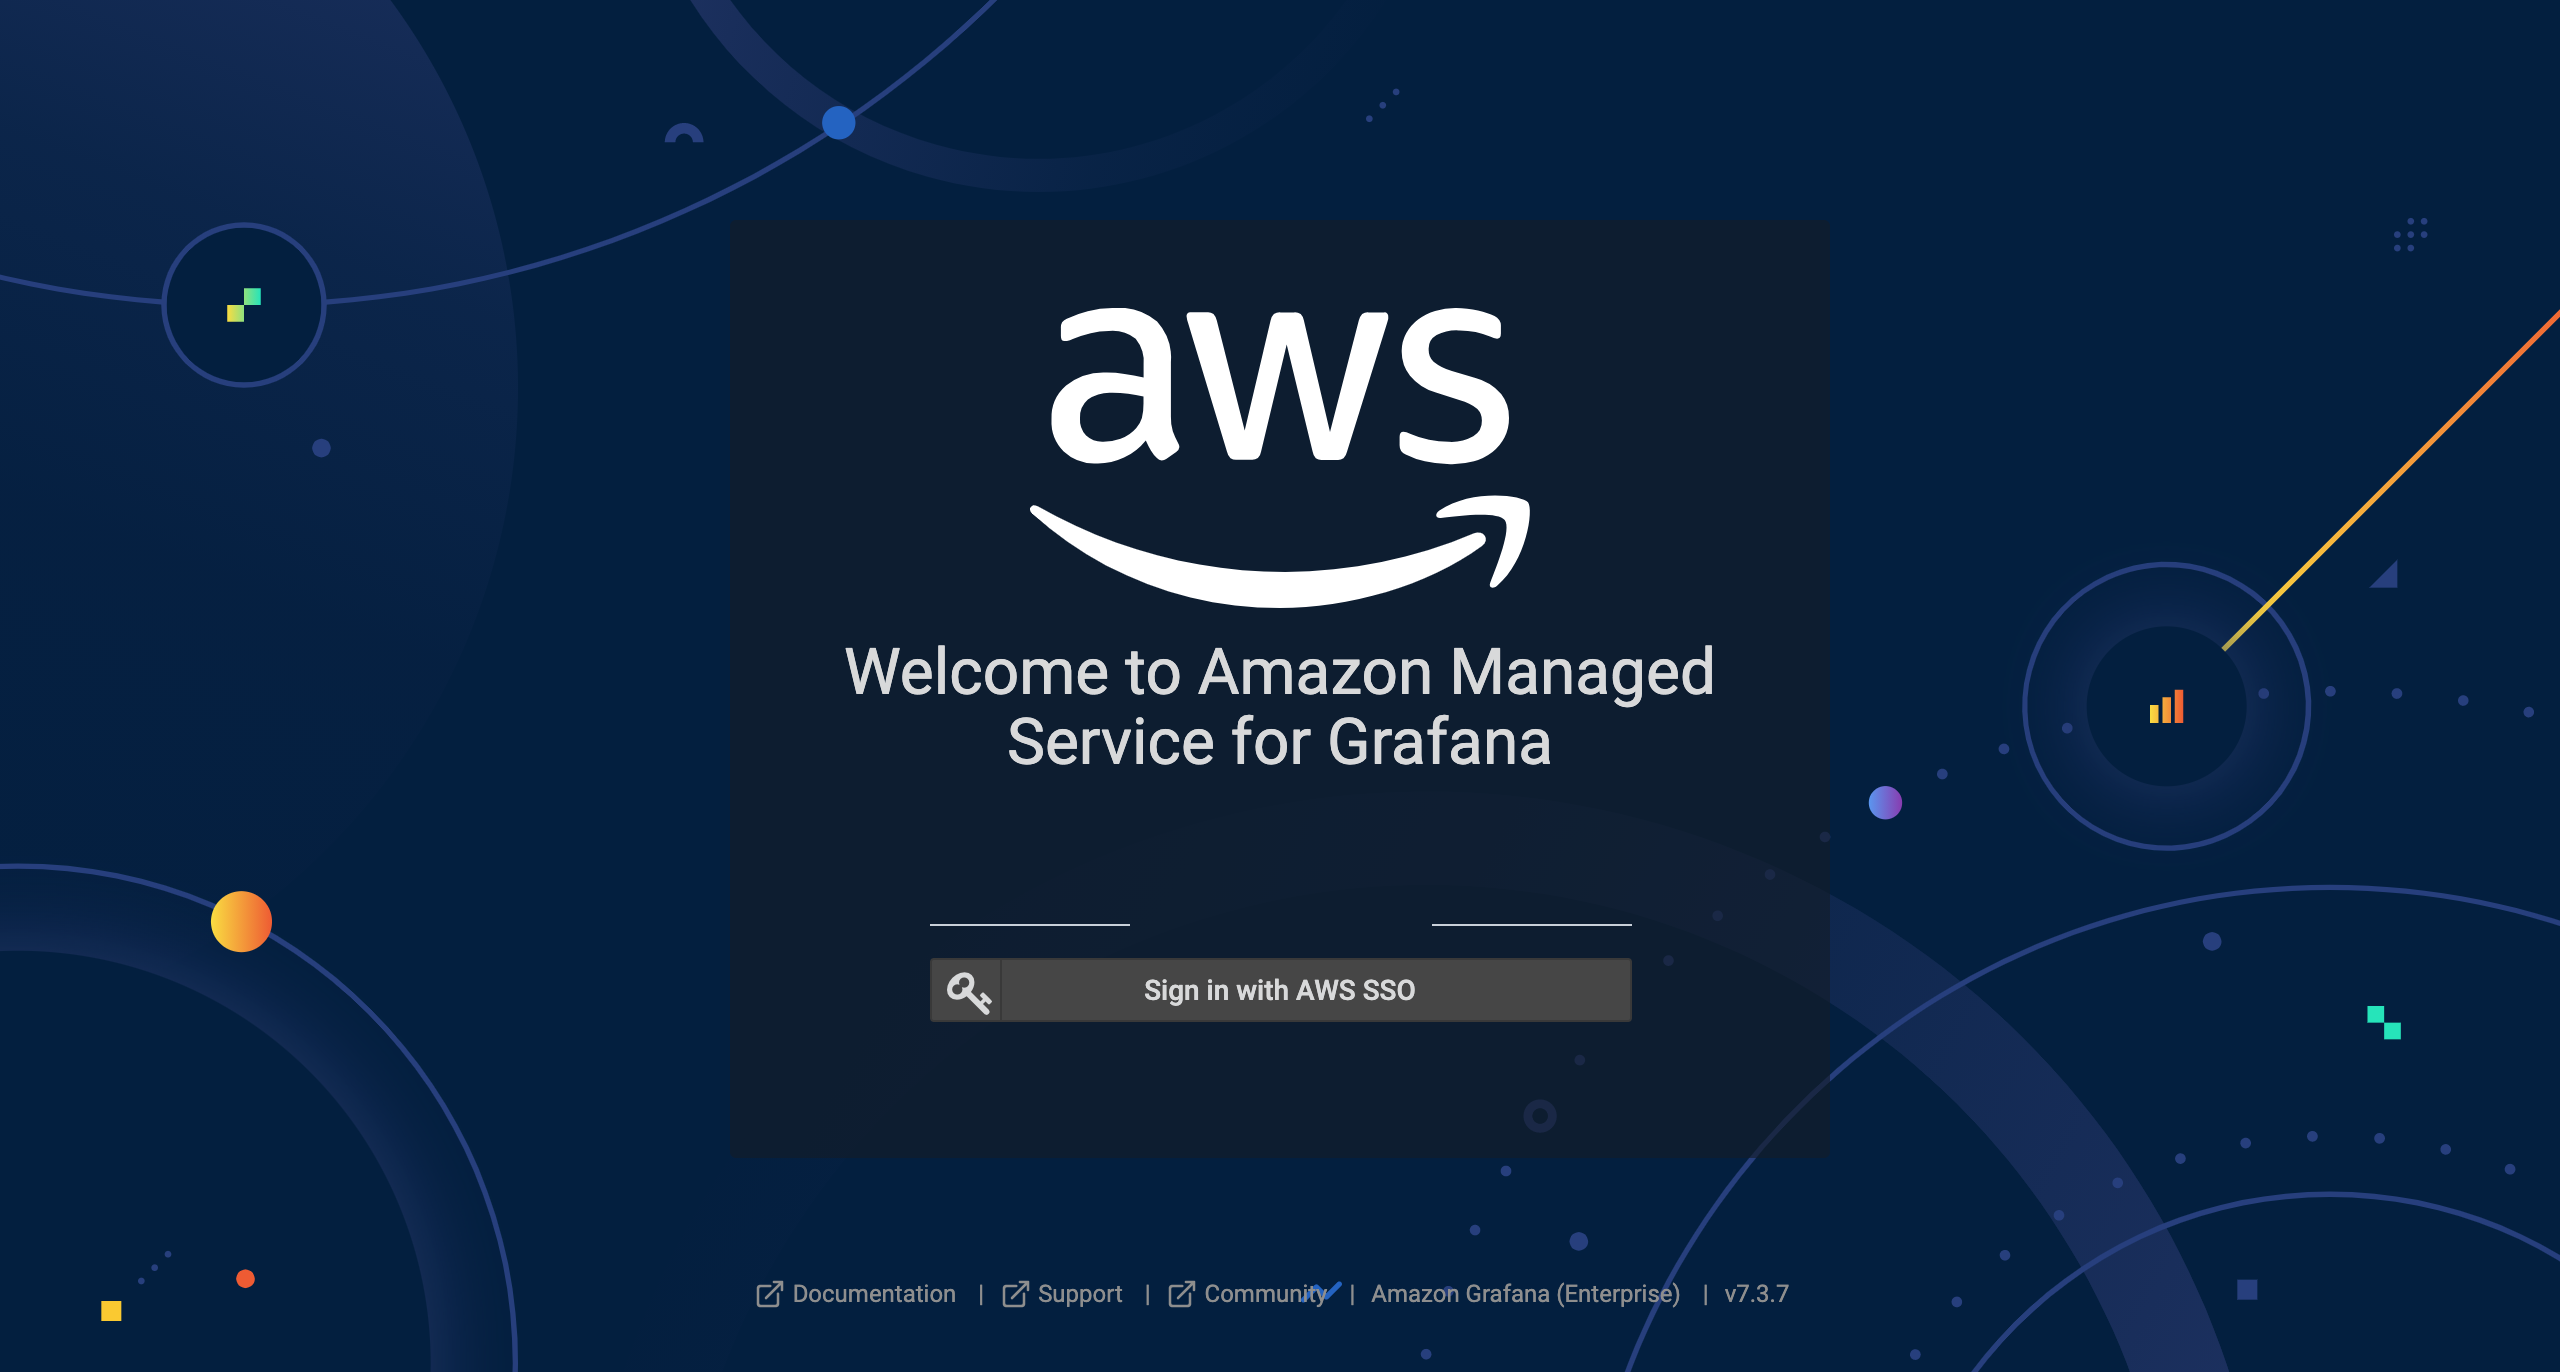 aws
Welcome to Amazon Managed
Service for Grafana
Sign in with AWS SSO
Documentation | Support | Community | Amazon Grafana (Enterprise) | v7.3.7